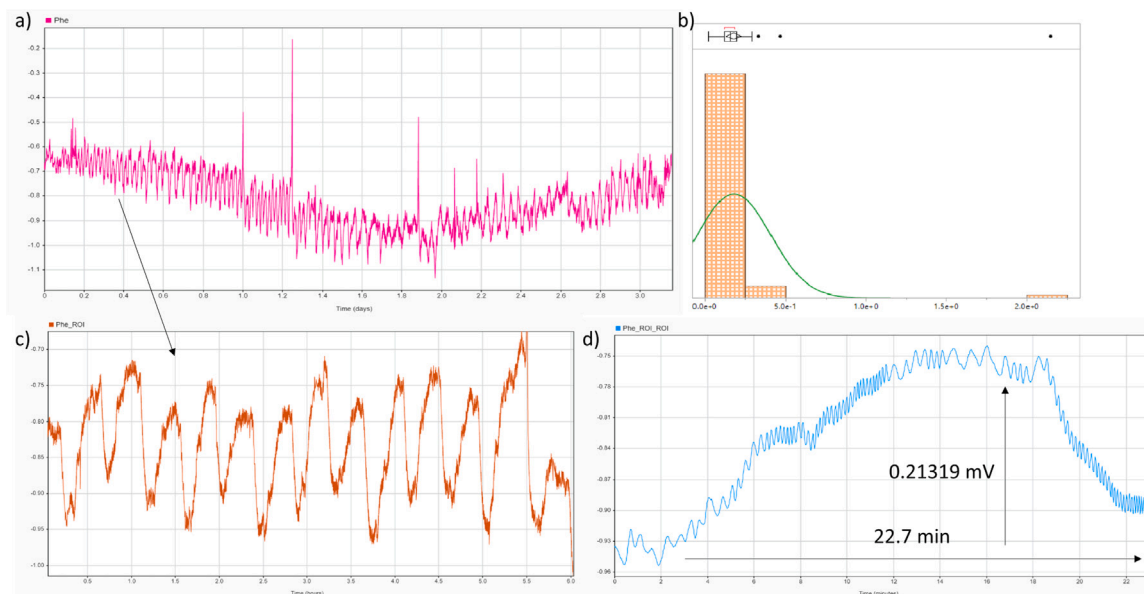 a)
Phe
-0.2
-0.3
-0.4
-0.5
-0.6
-0.7
-0.8
-0.9
-1.0
-1.1
0 0.2 0.4 0.6 0.8 1.0 1.2 1.4 1.6 1.8 2.0 2.2 2.4 2.6 2.8 3.0
Time (days)
b)
0.0e+0 5.0e-1 1.0e+0 1.5e+0 2.0e+0
c)
Phe_ROI
-0.70
-0.75
-0.80
-0.85
-0.90
-0.95
-1.00
0.5 1.0 1.5 2.0 2.5 3.0 3.5 4.0 4.5 5.0 5.5 6.0
Time (hours)
d)
Phe_ROI_ROI
-0.78
-0.84
-0.93
-0.96
0.21319 mV
22.7 min
0 2 4 6 8 10 12 14 16 18 20 22
Time (minutes)